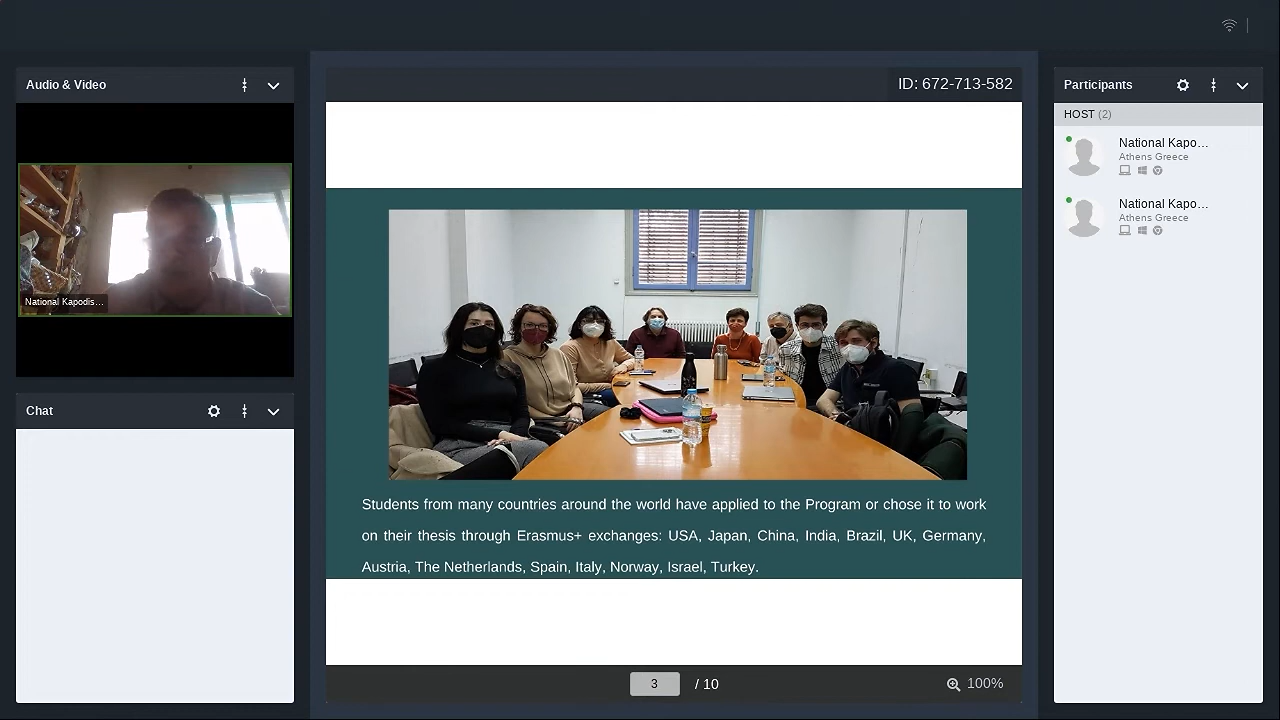 Audio & Video
National Kapodis...
Chat
ID: 672-713-582
Students from many countries around the world have applied to the Program or chose it to work
on their thesis through Erasmus+ exchanges: USA, Japan, China, India, Brazil, UK, Germany,
Austria, The Netherlands, Spain, Italy, Norway, Israel, Turkey.
3 / 10
100%
Participants
HOST (2)
National Kapo...
Athens Greece
National Kapo...
Athens Greece